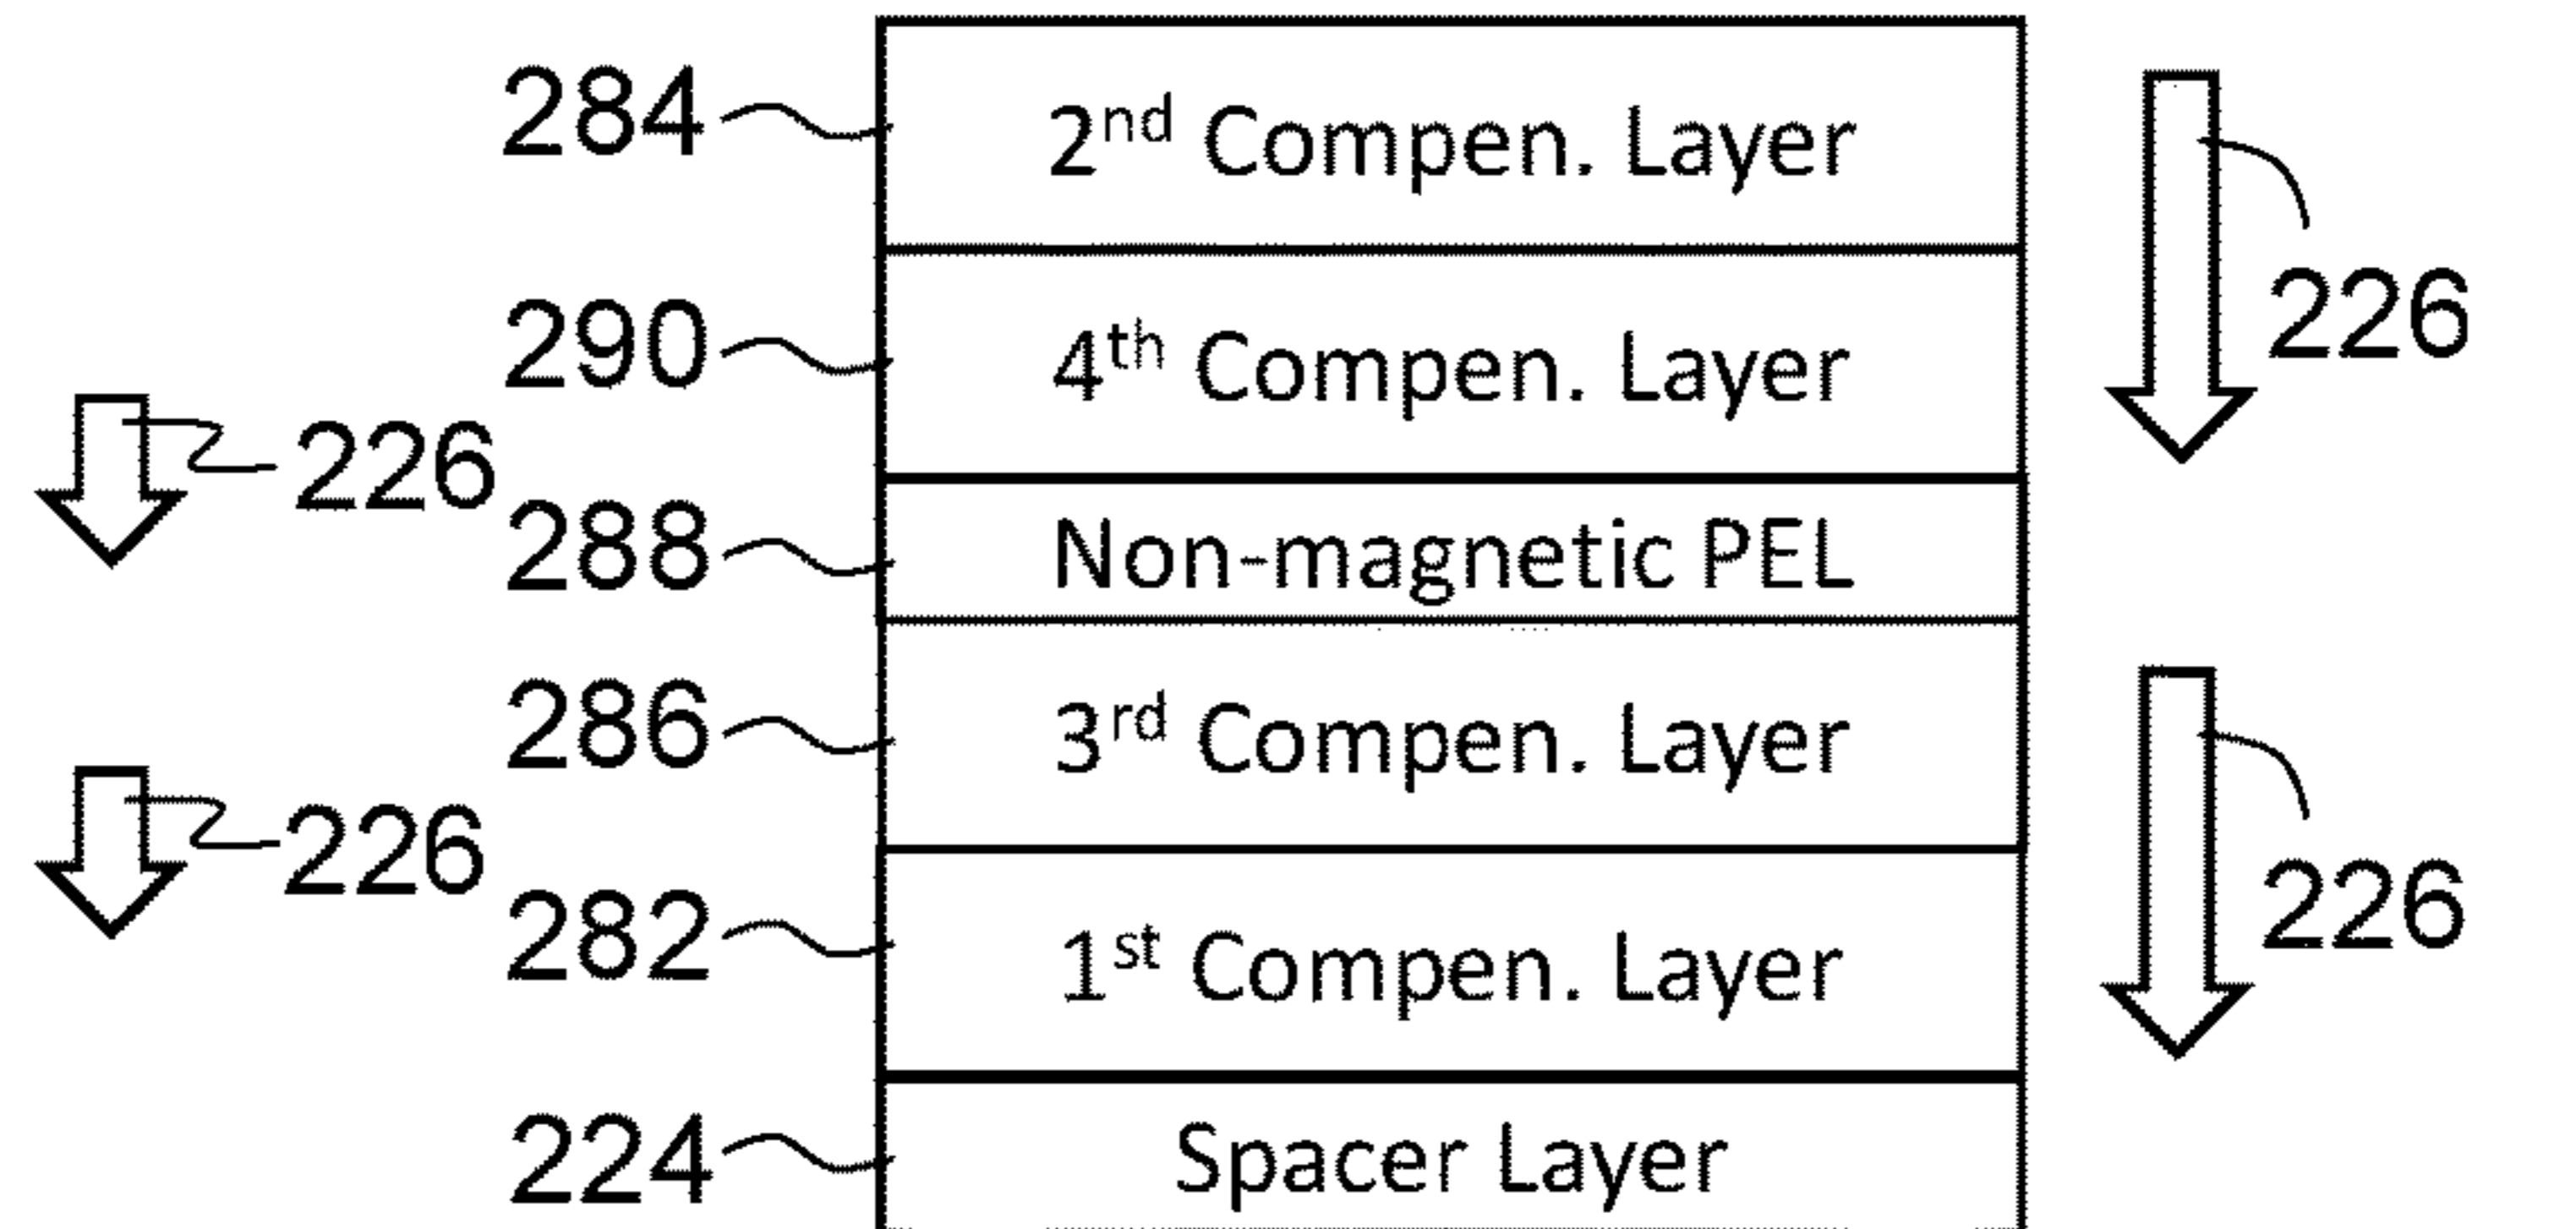 284 2nd Compen. Layer
226
290 4th Compen. Layer
226
288 Non-magnetic PEL
286 3rd Compen. Layer
226
226
282 1st Compen. Layer
224 Spacer Layer